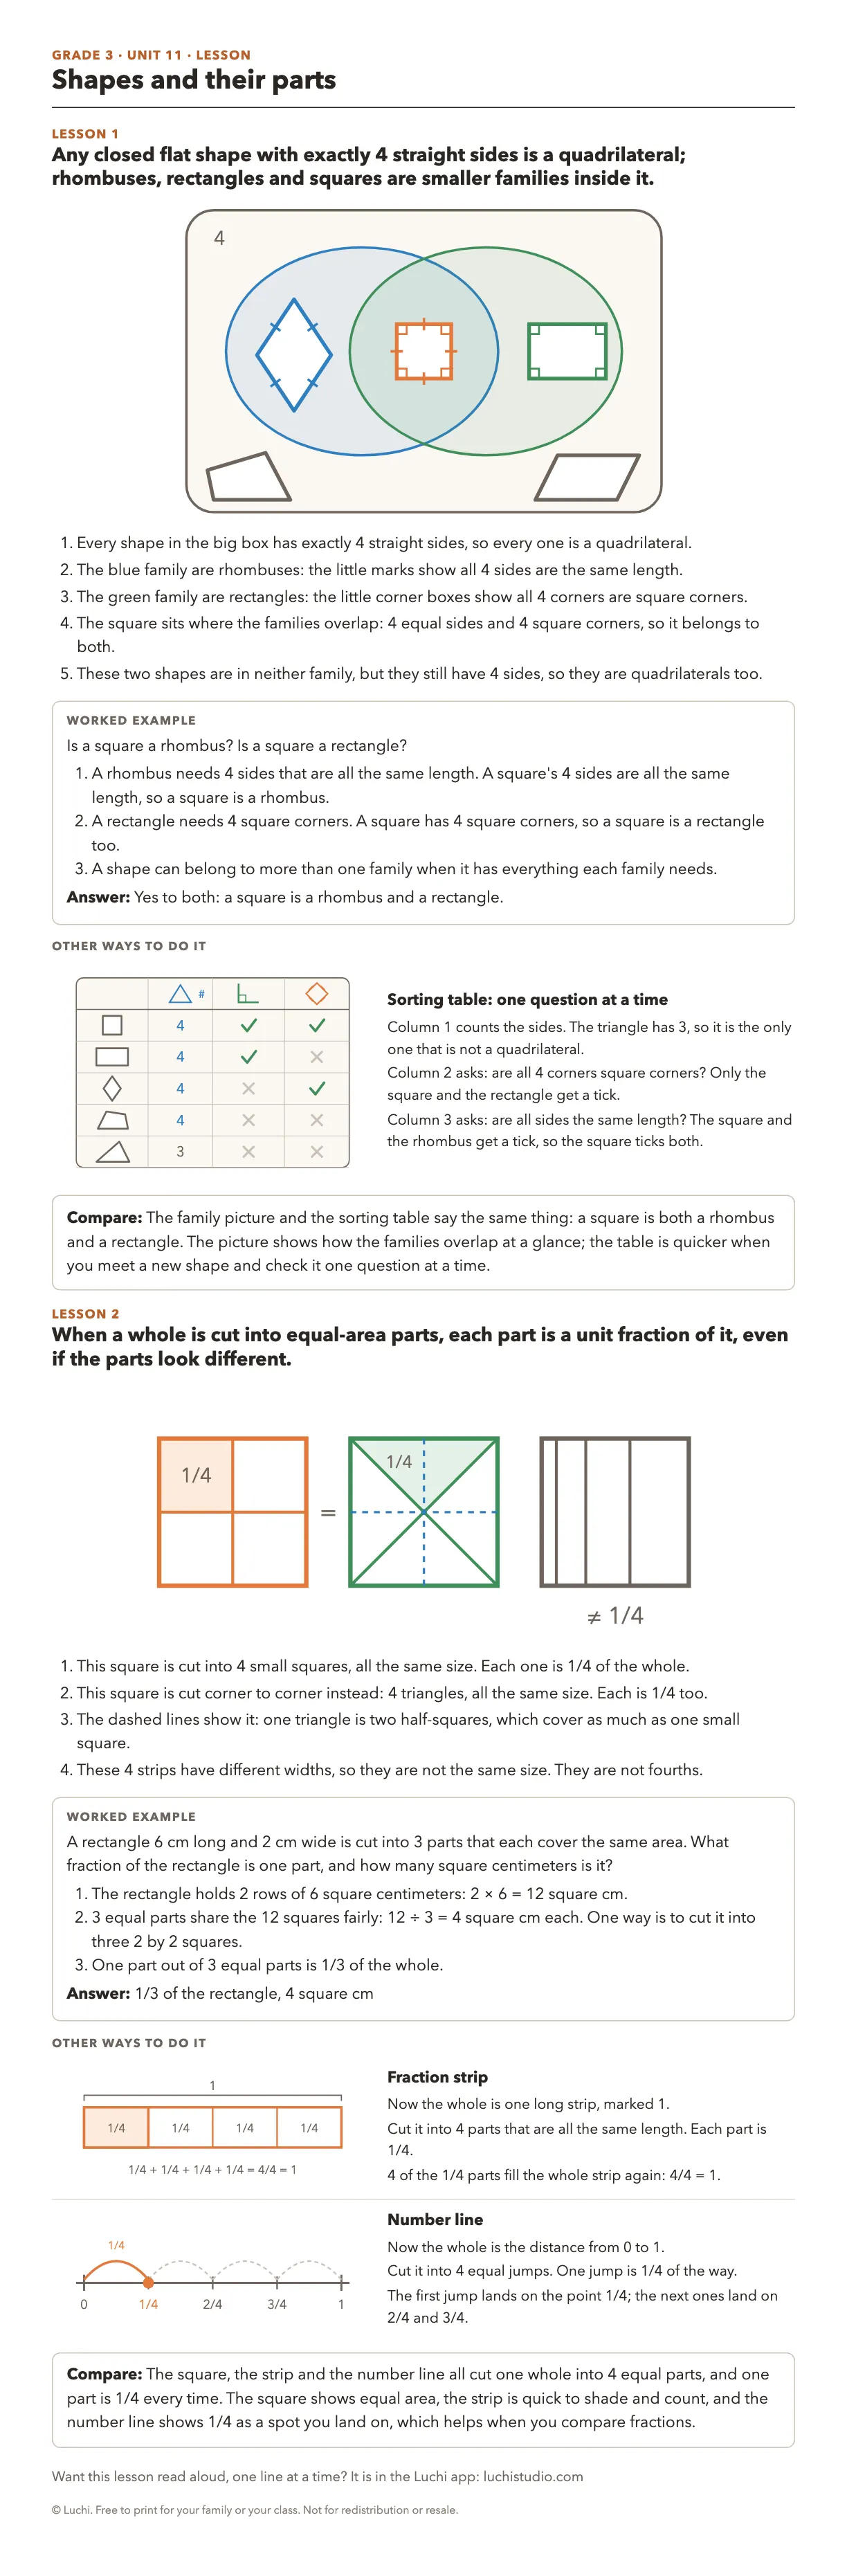 GRADE 3 · UNIT 11 · LESSON
Shapes and their parts
LESSON 1
Any closed flat shape with exactly 4 straight sides is a quadrilateral;
rhombuses, rectangles and squares are smaller families inside it.
4
1. Every shape in the big box has exactly 4 straight sides, so every one is a quadrilateral.
2. The blue family are rhombuses: the little marks show all 4 sides are the same length.
3. The green family are rectangles: the little corner boxes show all 4 corners are square corners.
4. The square sits where the families overlap: 4 equal sides and 4 square corners, so it belongs to
both.
5. These two shapes are in neither family, but they still have 4 sides, so they are quadrilaterals too.
WORKED EXAMPLE
Is a square a rhombus? Is a square a rectangle?
1. A rhombus needs 4 sides that are all the same length. A square's 4 sides are all the same
length, so a square is a rhombus.
2. A rectangle needs 4 square corners. A square has 4 square corners, so a square is a rectangle
too.
3. A shape can belong to more than one family when it has everything each family needs.
Answer: Yes to both: a square is a rhombus and a rectangle.
OTHER WAYS TO DO IT
#
4 ✓ ✓
4 ✓ ✕
4 ✕ ✓
4 ✕ ✕
3 ✕ ✕
Sorting table: one question at a time
Column 1 counts the sides. The triangle has 3, so it is the only
one that is not a quadrilateral.
Column 2 asks: are all 4 corners square corners? Only the
square and the rectangle get a tick.
Column 3 asks: are all sides the same length? The square and
the rhombus get a tick, so the square ticks both.
Compare: The family picture and the sorting table say the same thing: a square is both a rhombus
and a rectangle. The picture shows how the families overlap at a glance; the table is quicker when
you meet a new shape and check it one question at a time.
LESSON 2
When a whole is cut into equal-area parts, each part is a unit fraction of it, even
if the parts look different.
1/4 = 1/4
≠ 1/4
1. This square is cut into 4 small squares, all the same size. Each one is 1/4 of the whole.
2. This square is cut corner to corner instead: 4 triangles, all the same size. Each is 1/4 too.
3. The dashed lines show it: one triangle is two half-squares, which cover as much as one small
square.
4. These 4 strips have different widths, so they are not the same size. They are not fourths.
WORKED EXAMPLE
A rectangle 6 cm long and 2 cm wide is cut into 3 parts that each cover the same area. What
fraction of the rectangle is one part, and how many square centimeters is it?
1. The rectangle holds 2 rows of 6 square centimeters: 2 × 6 = 12 square cm.
2. 3 equal parts share the 12 squares fairly: 12 ÷ 3 = 4 square cm each. One way is to cut it into
three 2 by 2 squares.
3. One part out of 3 equal parts is 1/3 of the whole.
Answer: 1/3 of the rectangle, 4 square cm
OTHER WAYS TO DO IT
1
1/4 1/4 1/4 1/4
1/4 + 1/4 + 1/4 + 1/4 = 4/4 = 1
Fraction strip
Now the whole is one long strip, marked 1.
Cut it into 4 parts that are all the same length. Each part is
1/4.
4 of the 1/4 parts fill the whole strip again: 4/4 = 1.
1/4
0 1/4 2/4 3/4 1
Number line
Now the whole is the distance from 0 to 1.
Cut it into 4 equal jumps. One jump is 1/4 of the way.
The first jump lands on the point 1/4; the next ones land on
2/4 and 3/4.
Compare: The square, the strip and the number line all cut one whole into 4 equal parts, and one
part is 1/4 every time. The square shows equal area, the strip is quick to shade and count, and the
number line shows 1/4 as a spot you land on, which helps when you compare fractions.
Want this lesson read aloud, one line at a time? It is in the Luchi app: luchistudio.com
© Luchi. Free to print for your family or your class. Not for redistribution or resale.